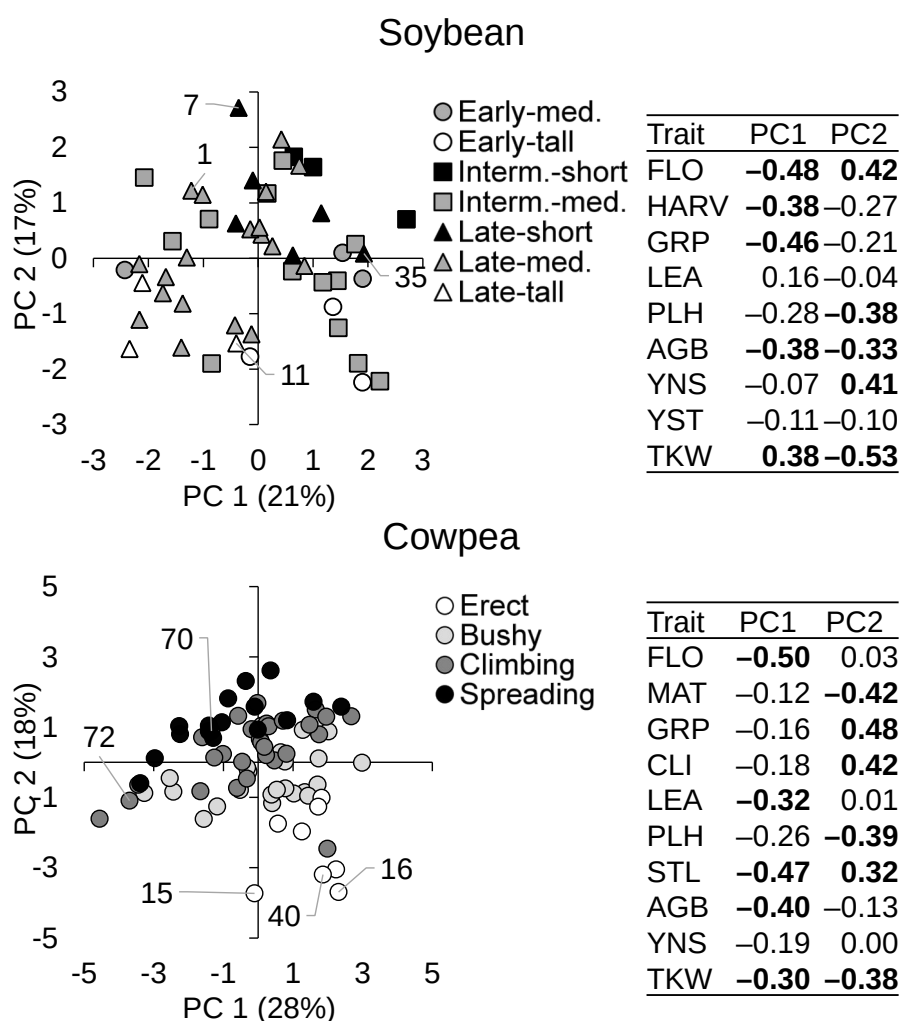 Soybean
3
2
1
0
-1
-2
-3
-3 -2 -1 0 1 2 3
PC 2 (17%)
PC 1 (21%)
7
1
35
11
Early-med.
Early-tall
Interm.-short
Interm.-med.
Late-short
Late-med.
Late-tall
Trait PC1 PC2
FLO –0.48 0.42
HARV –0.38 –0.27
GRP –0.46 –0.21
LEA 0.16 –0.04
PLH –0.28 –0.38
AGB –0.38 –0.33
YNS –0.07 0.41
YST –0.11 –0.10
TKW 0.38 –0.53
Cowpea
5
3
1
-1
-3
-5
-5 -3 -1 1 3 5
PC 2 (18%)
PC 1 (28%)
70
72
15
40
16
Erect
Bushy
Climbing
Spreading
Trait PC1 PC2
FLO –0.50 0.03
MAT –0.12 –0.42
GRP –0.16 0.48
CLI –0.18 0.42
LEA –0.32 0.01
PLH –0.26 –0.39
STL –0.47 0.32
AGB –0.40 –0.13
YNS –0.19 0.00
TKW –0.30 –0.38